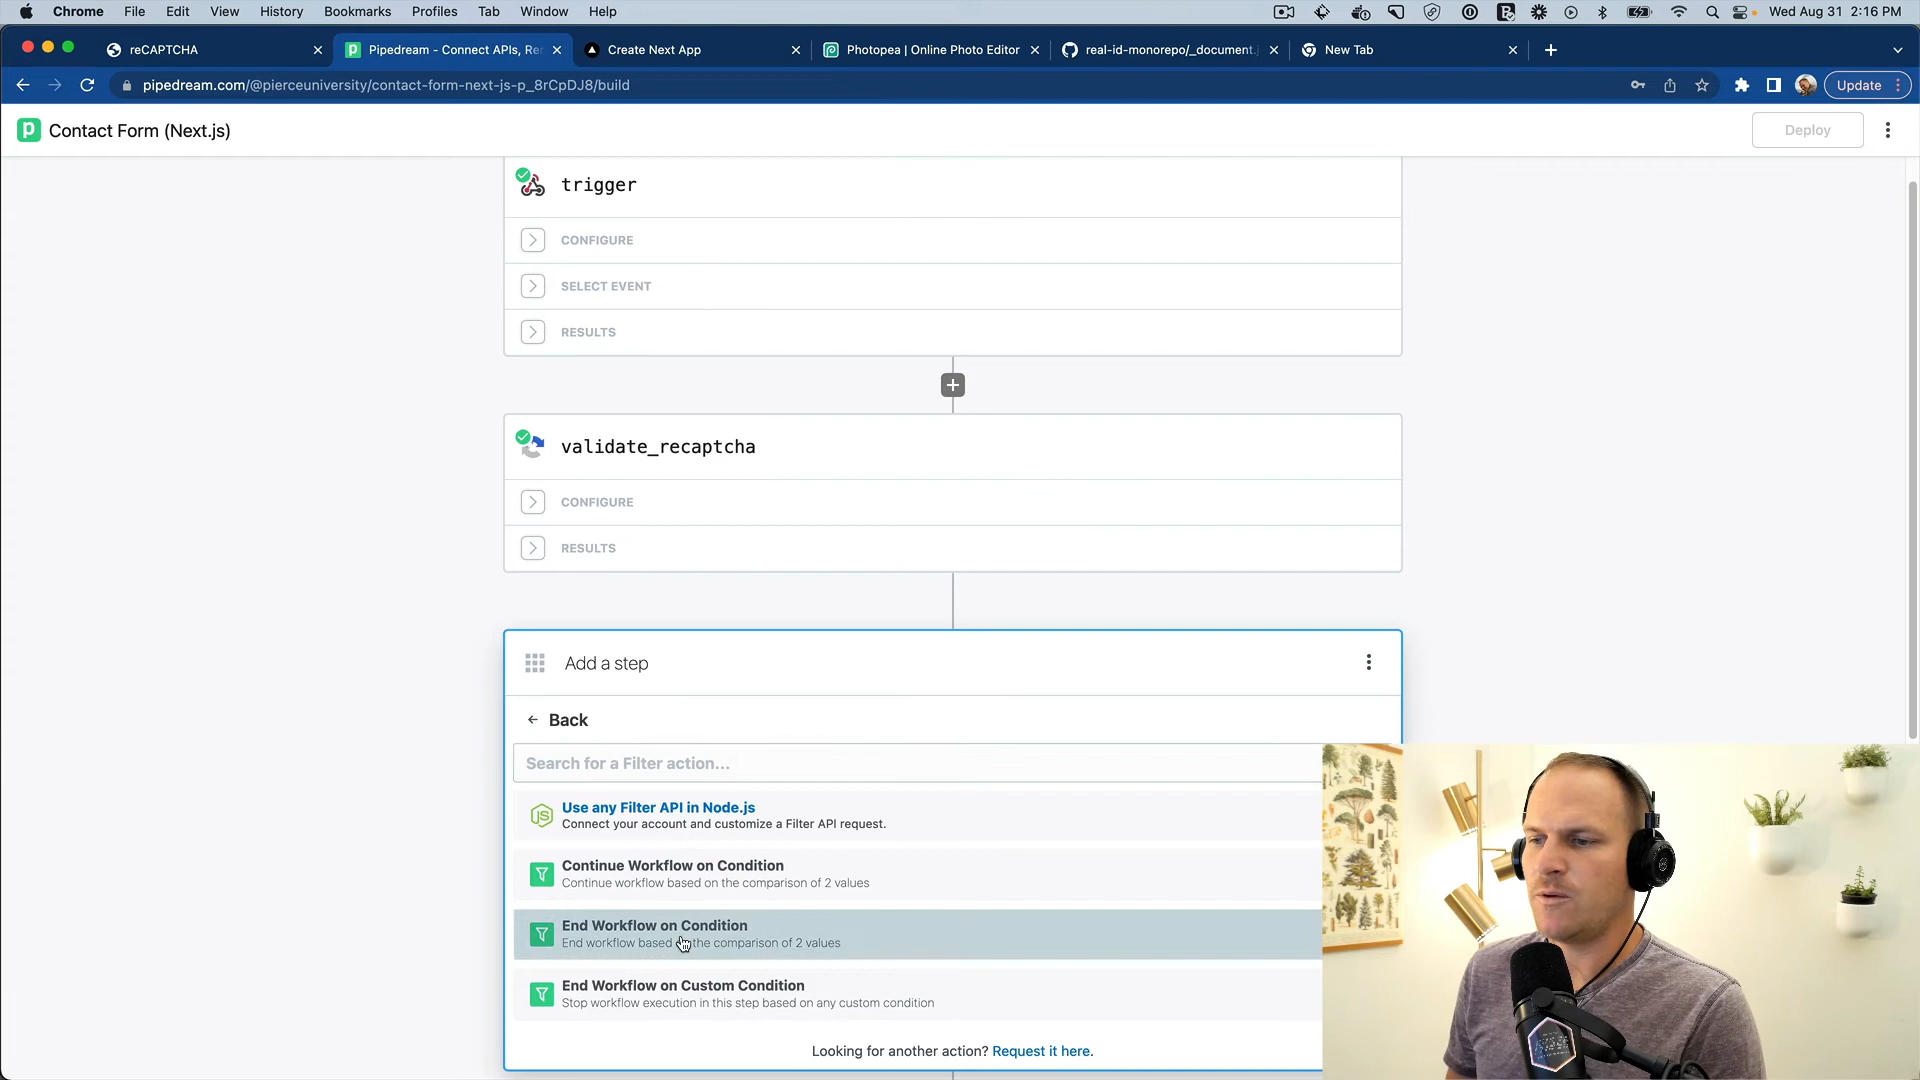 Chrome File Edit View History Bookmarks Profiles Tab Window Help Wed Aug 31 2:16 PM
reCAPTCHA Pipedream - Connect APIs, Re Create Next App Photopea | Online Photo Editor real-id-monorepo/_document. New Tab
pipedream.com/@pierceuniversity/contact-form-next-js-p_8rCpDJ8/build Update
Contact Form (Next.js) Deploy
trigger
CONFIGURE
SELECT EVENT
RESULTS
validate_recaptcha
CONFIGURE
RESULTS
Add a step
Back
Search for a Filter action...
Use any Filter API in Node.js
Connect your account and customize a Filter API request.
Continue Workflow on Condition
Continue workflow based on the comparison of 2 values
End Workflow on Condition
End workflow based the comparison of 2 values
End Workflow on Custom Condition
Stop workflow execution in this step based on any custom condition
Looking for another action? Request it here.